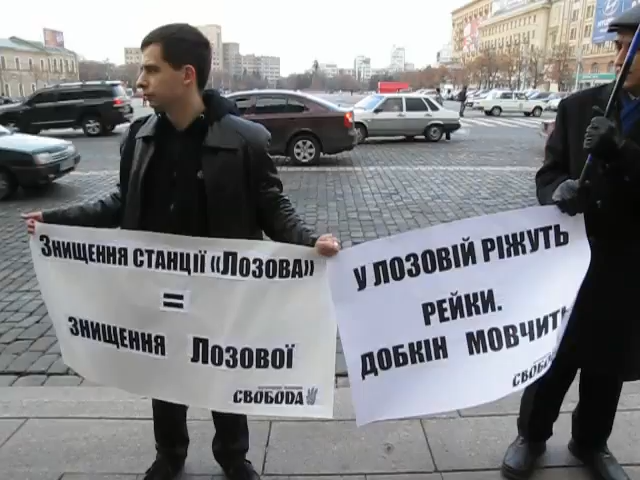 Знищення станції «Лозова»
=
знищення Лозової
СВОБОДА
У ЛОЗОВІЙ РІЖУТЬ
РЕЙКИ.
ДОБКІН МОВЧИТЬ
СВОБОДА